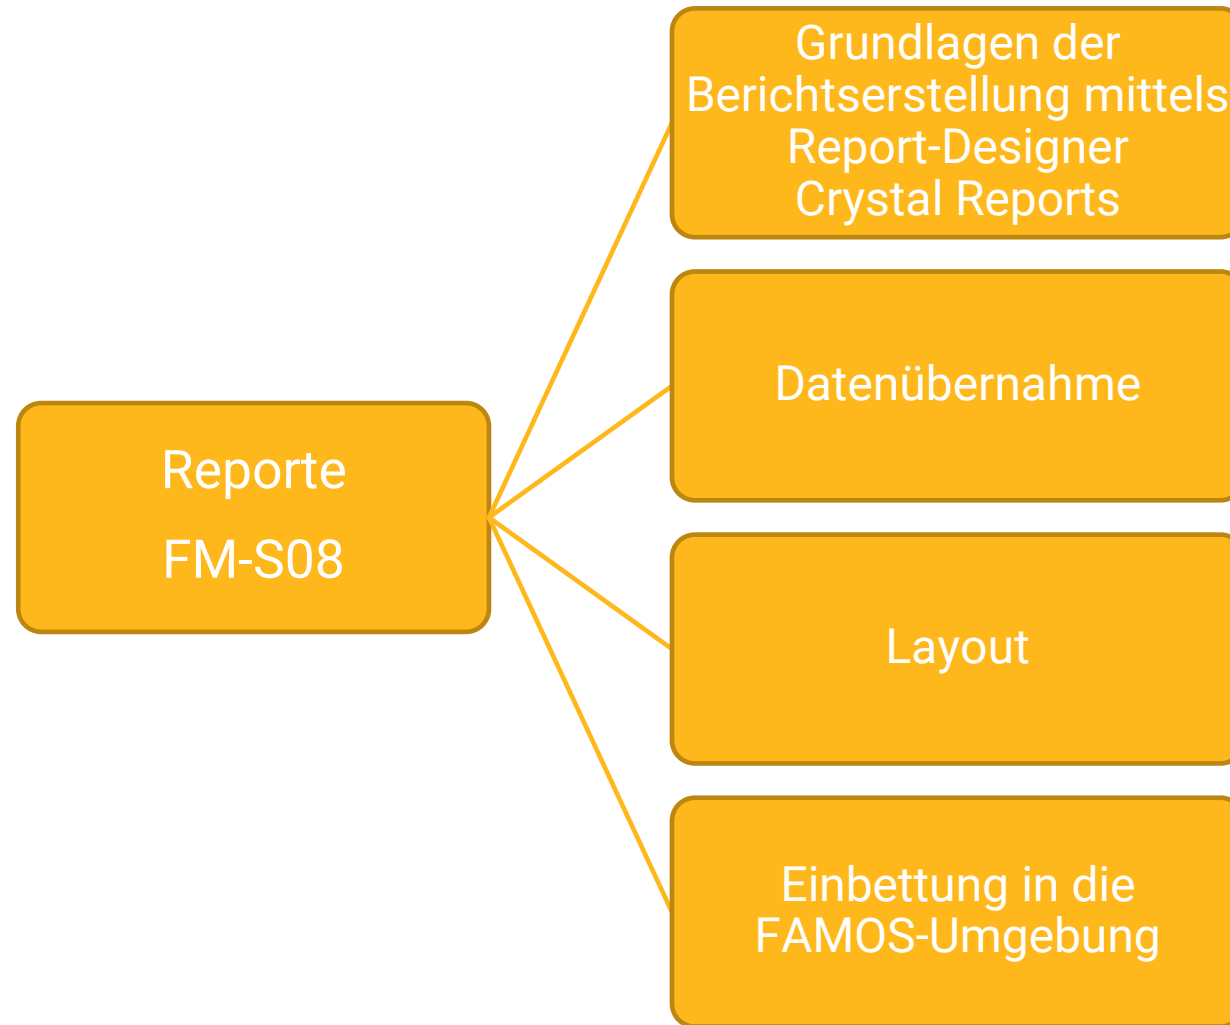 Reporte
FM-S08
Grundlagen der
Berichtserstellung mittels
Report-Designer
Crystal Reports
Datenübernahme
Layout
Einbettung in die
FAMOS-Umgebung